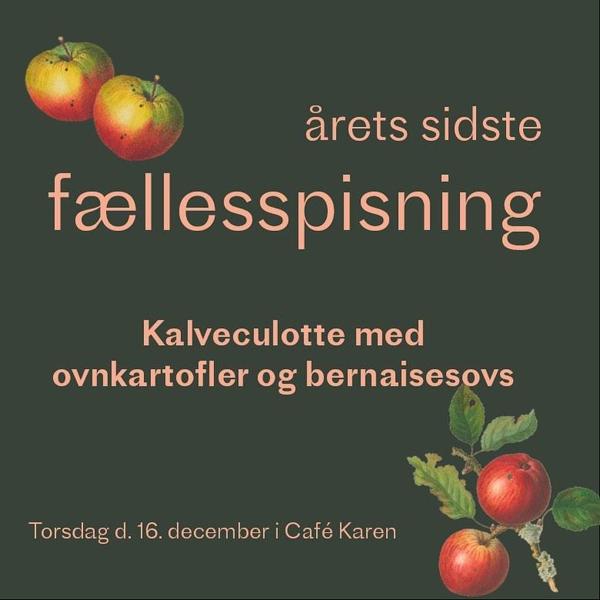 årets sidste
fællesspisning
Kalveculotte med
ovnkartofler og bernaisesovs
Torsdag d. 16. december i Café Karen